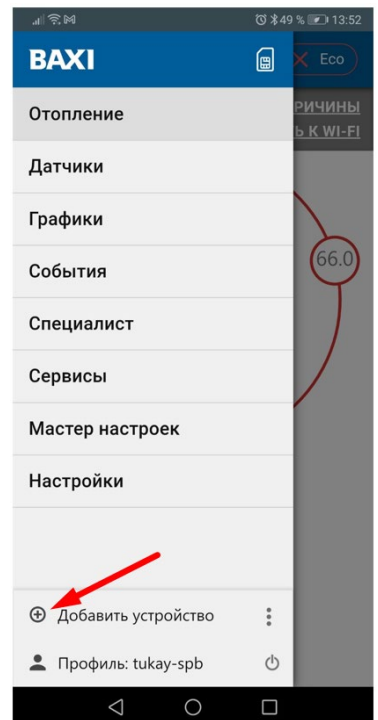 49 % 13:52
BAXI
Eco
Отопление
РИЧИНЫ
Ь К WI-FI
Датчики
Графики
События
66.0
Специалист
Сервисы
Мастер настроек
Настройки
Добавить устройство
Профиль: tukay-spb